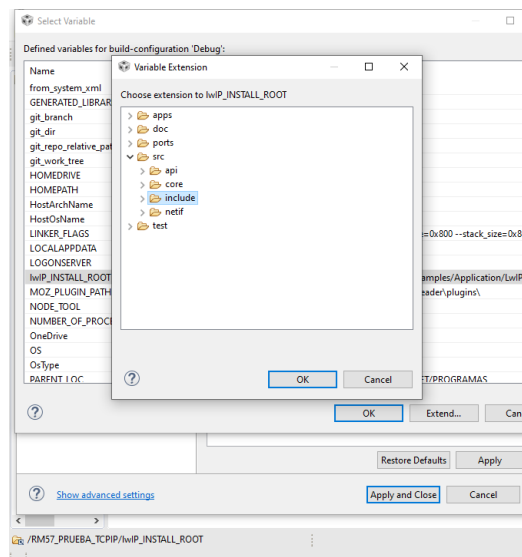 Select Variable
Defined variables for build-configuration 'Debug':
Name
from_system_xml
GENERATED_LIBRAR
git_branch
git_dir
git_repo_relative_pat
git_work_tree
HOMEDRIVE
HOMEPATH
HostArchName
HostOsName
LINKER_FLAGS
=0x800 --stack_size=0x8
LOCALAPPDATA
LOGONSERVER
lwIP_INSTALL_ROOT
amples/Application/LwIP
MOZ_PLUGIN_PATH
eader\plugins\
NODE_TOOL
NUMBER_OF_PROCE
OneDrive
OS
OsType
PARENT_LOC
ET/PROGRAMAS
Variable Extension
Choose extension to lwIP_INSTALL_ROOT
apps
doc
ports
src
api
core
include
netif
test
OK
Cancel
OK
Extend...
Can
Restore Defaults
Apply
Show advanced settings
Apply and Close
Cancel
/RM57_PRUEBA_TCPIP/lwIP_INSTALL_ROOT